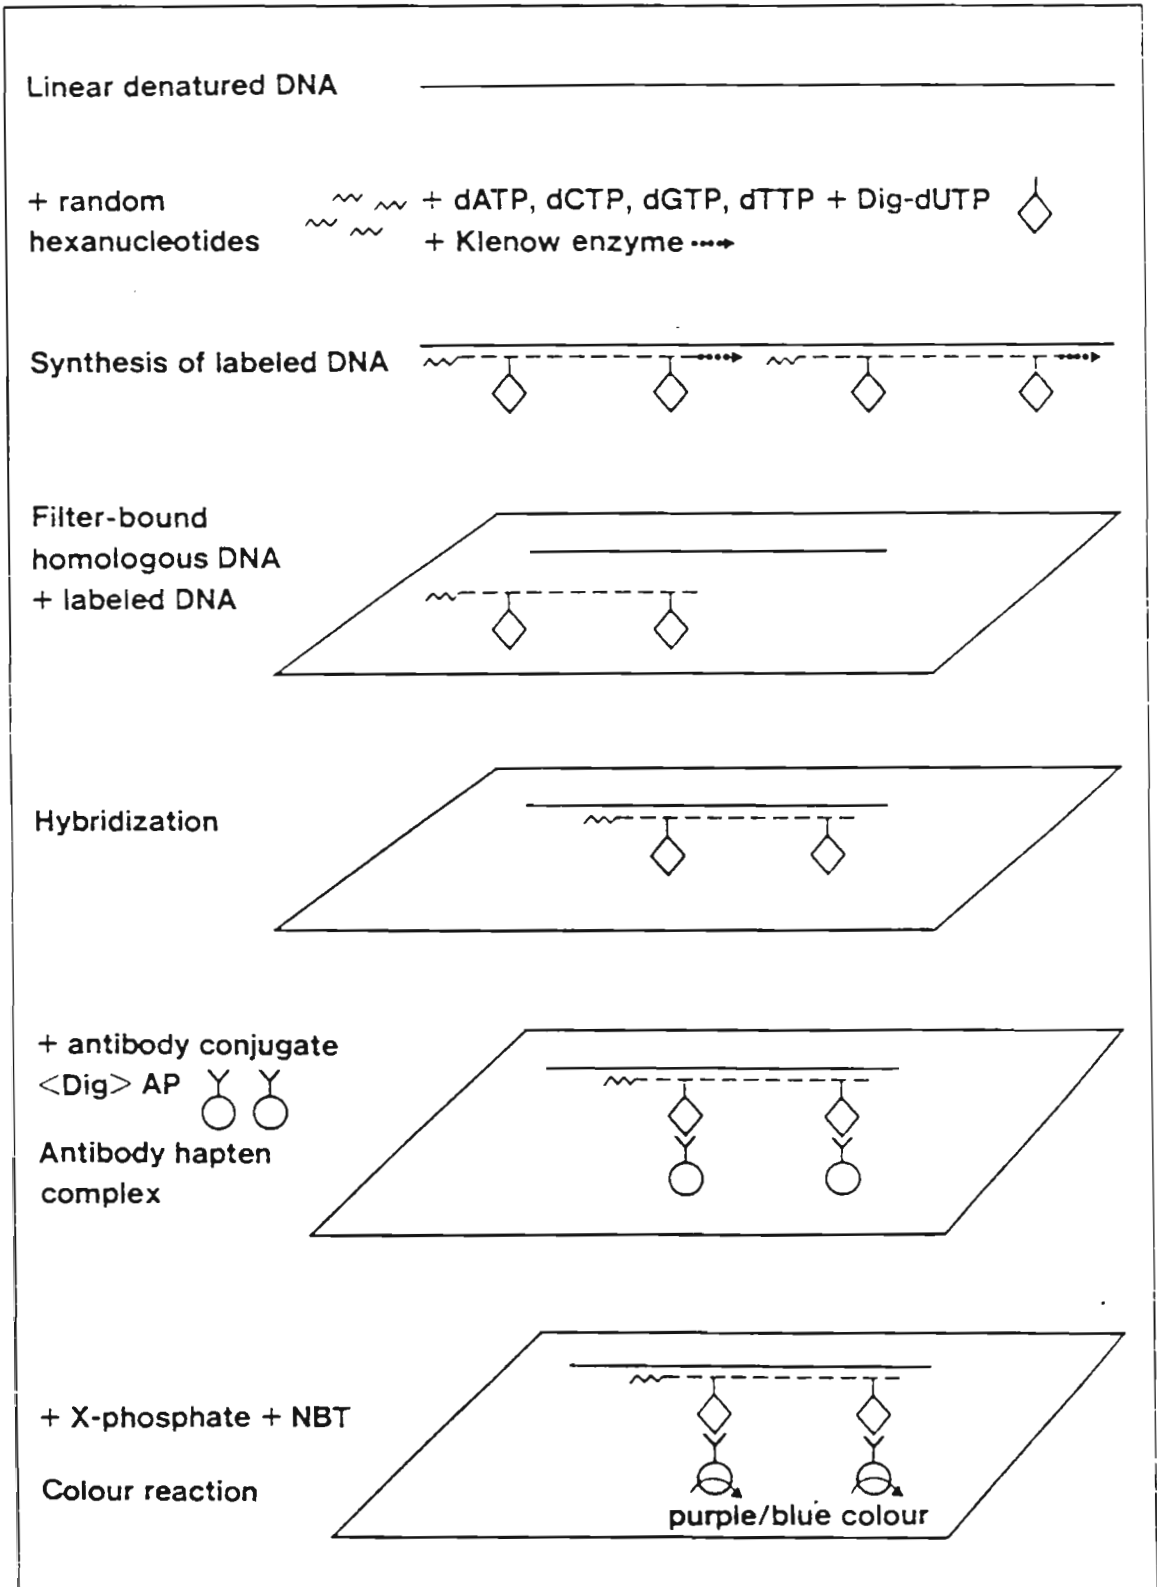 Linear denatured DNA
+ random
hexanucleotides
+ dATP, dCTP, dGTP, dTTP + Dig-dUTP
+ Klenow enzyme
Synthesis of labeled DNA
Filter-bound
homologous DNA
+ labeled DNA
Hybridization
+ antibody conjugate
<Dig> AP
Antibody hapten
complex
+ X-phosphate + NBT
Colour reaction
purple/blue colour